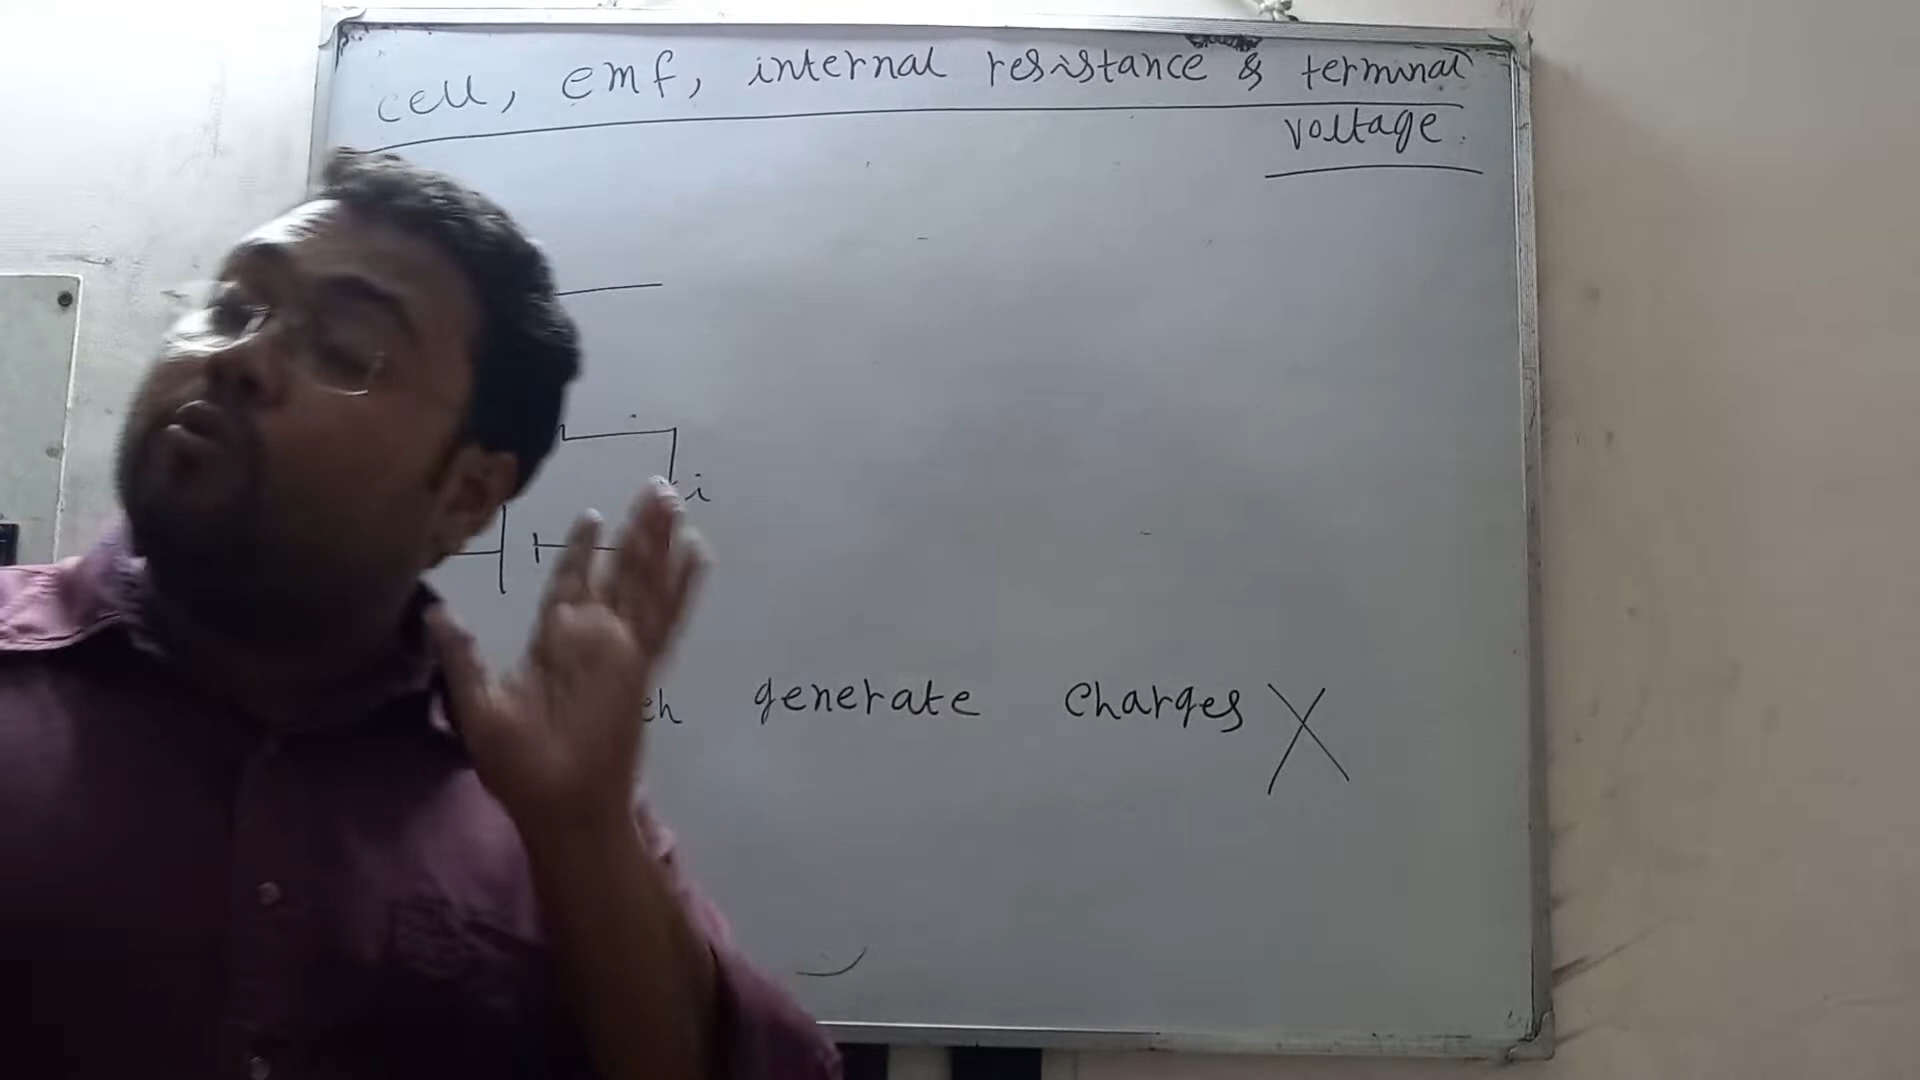 cell, emf, internal resistance & terminal
voltage.
i
generate charges X